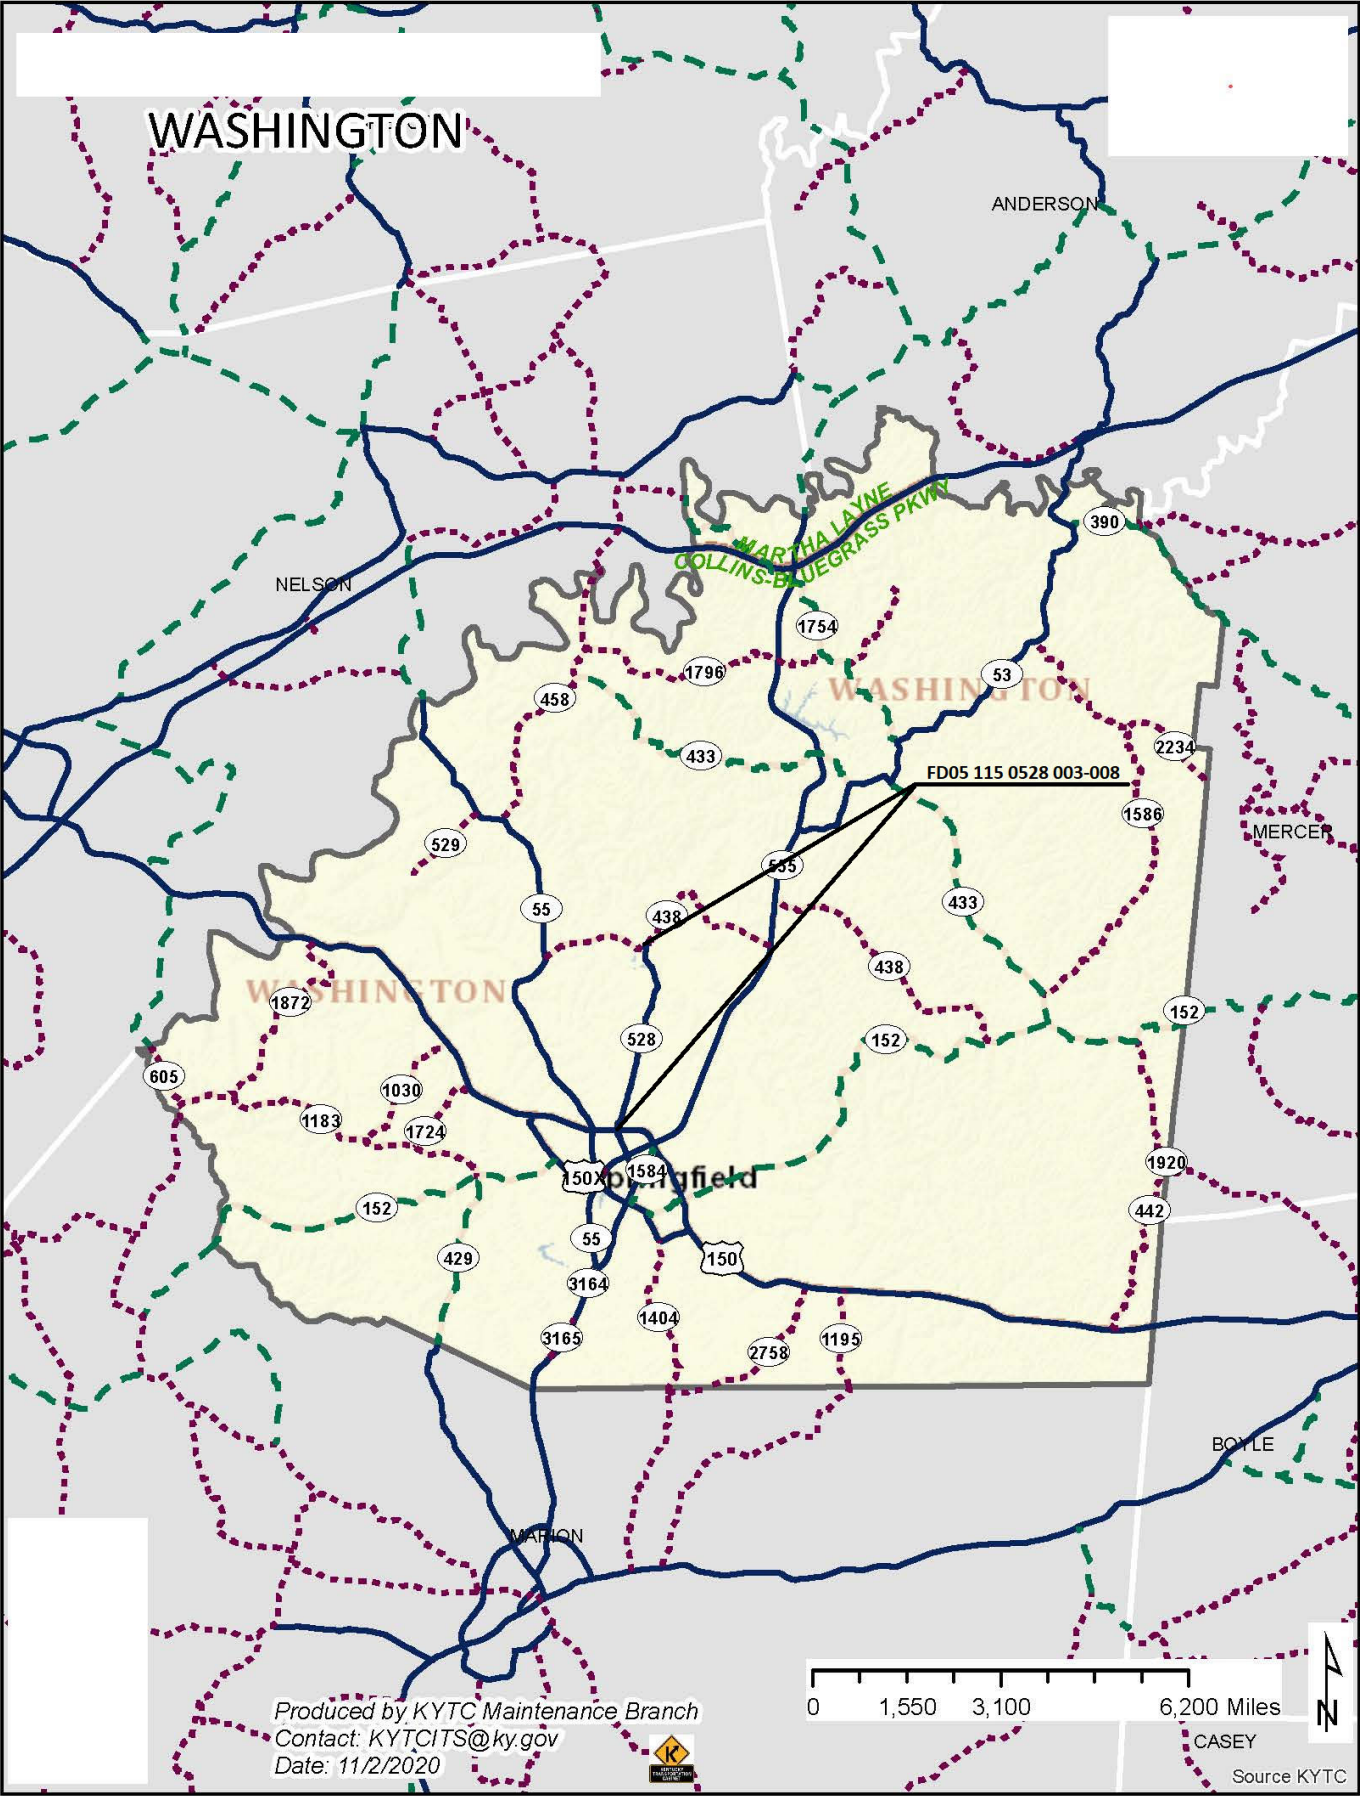 WASHINGTON
ANDERSON
MARTHA LAYNE
COLLINS-BLUEGRASS PKWY
390
NELSON
1754
1796
53
WASHINGTON
458
433
2234
FD05 115 0528 003-008
1586
MERCER
529
555
55
438
433
438
WASHINGTON
1872
152
528
152
605
1030
1183
1724
1920
150X
1584
Springfield
152
442
55
429
150
3164
1404
3165
2758
1195
BOYLE
MARION
0 1,550 3,100 6,200 Miles
N
Produced by KYTC Maintenance Branch
Contact: KYTCITS@ky.gov
Date: 11/2/2020
CASEY
Source KYTC